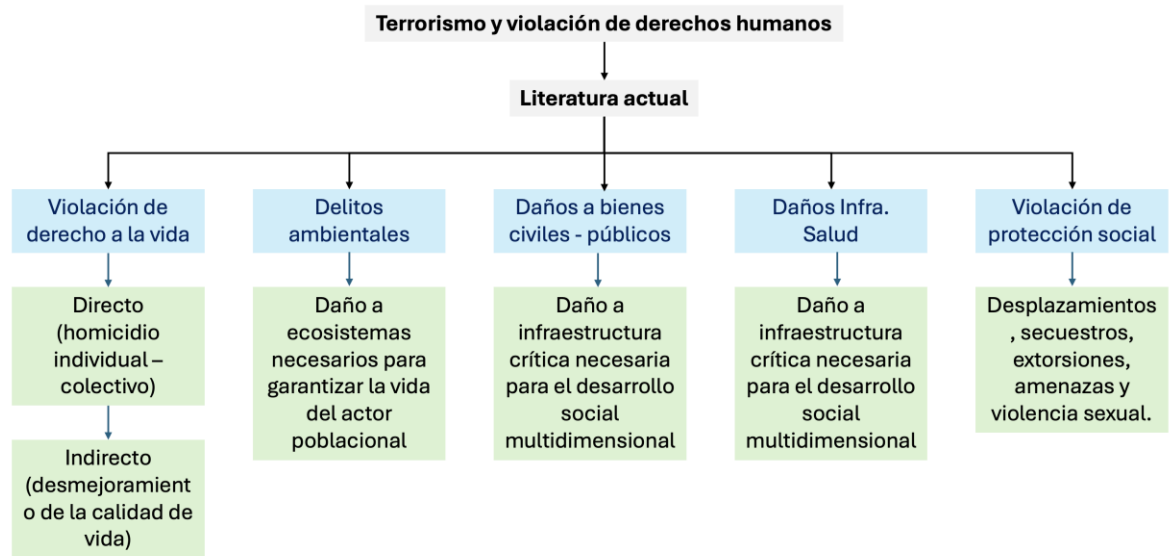 Terrorismo y violación de derechos humanos
Literatura actual
Violación de
derecho a la vida
Delitos
ambientales
Daños a bienes
civiles - públicos
Daños Infra.
Salud
Violación de
protección social
Directo
(homicidio
individual –
colectivo)
Daño a
ecosistemas
necesarios para
garantizar la vida
del actor
poblacional
Daño a
infraestructura
crítica necesaria
para el desarrollo
social
multidimensional
Daño a
infraestructura
crítica necesaria
para el desarrollo
social
multidimensional
Desplazamientos
, secuestros,
extorsiones,
amenazas y
violencia sexual.
Indirecto
(desmejoramient
o de la calidad de
vida)